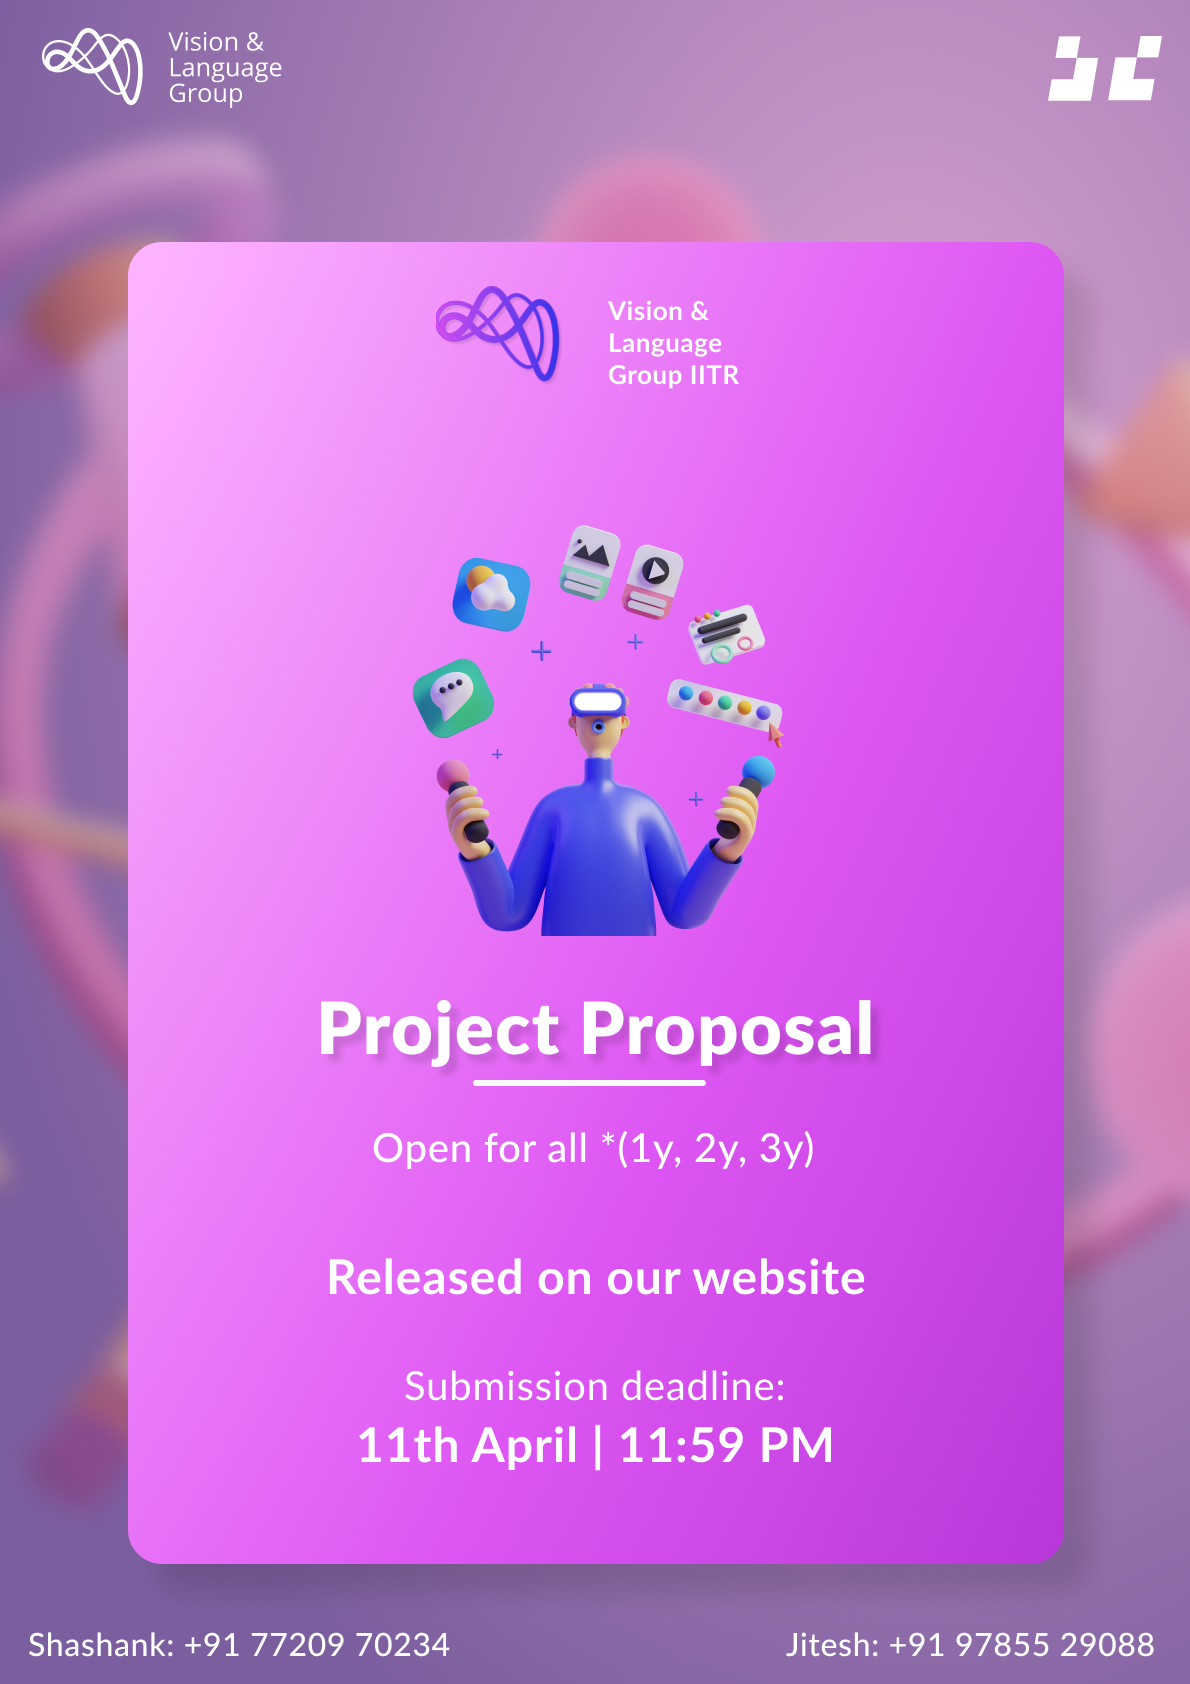 Vision &
Language
Group
Vision &
Language
Group IITR
Project Proposal
Open for all *(1y, 2y, 3y)
Released on our website
Submission deadline:
11th April | 11:59 PM
Shashank: +91 77209 70234
Jitesh: +91 97855 29088